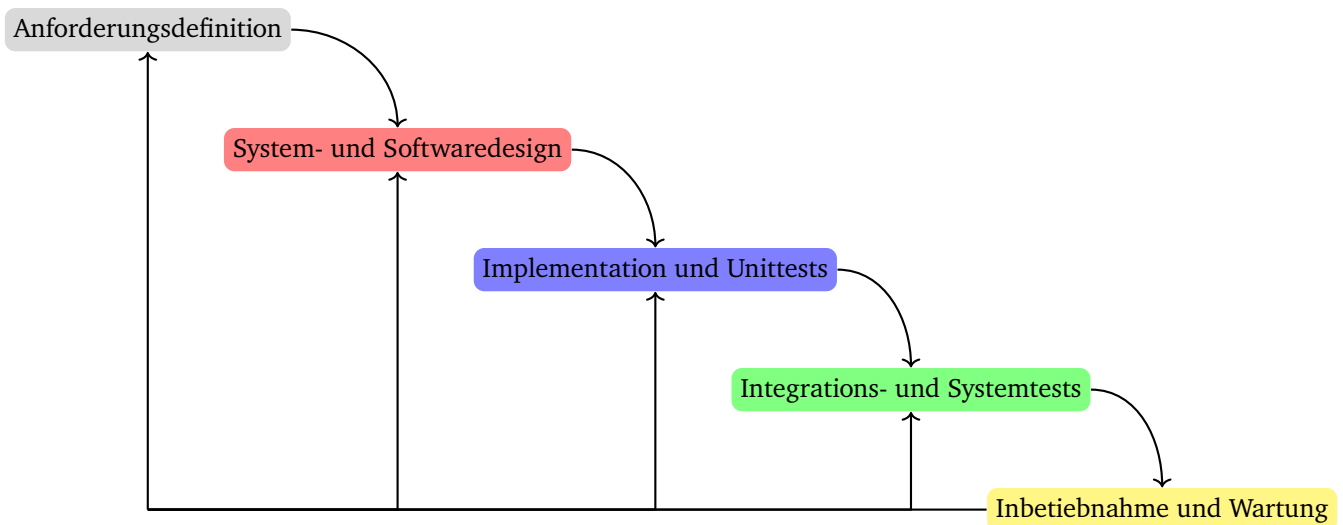 Anforderungsdefinition
System- und Softwaredesign
Implementation und Unittests
Integrations- und Systemtests
Inbetiebnahme und Wartung